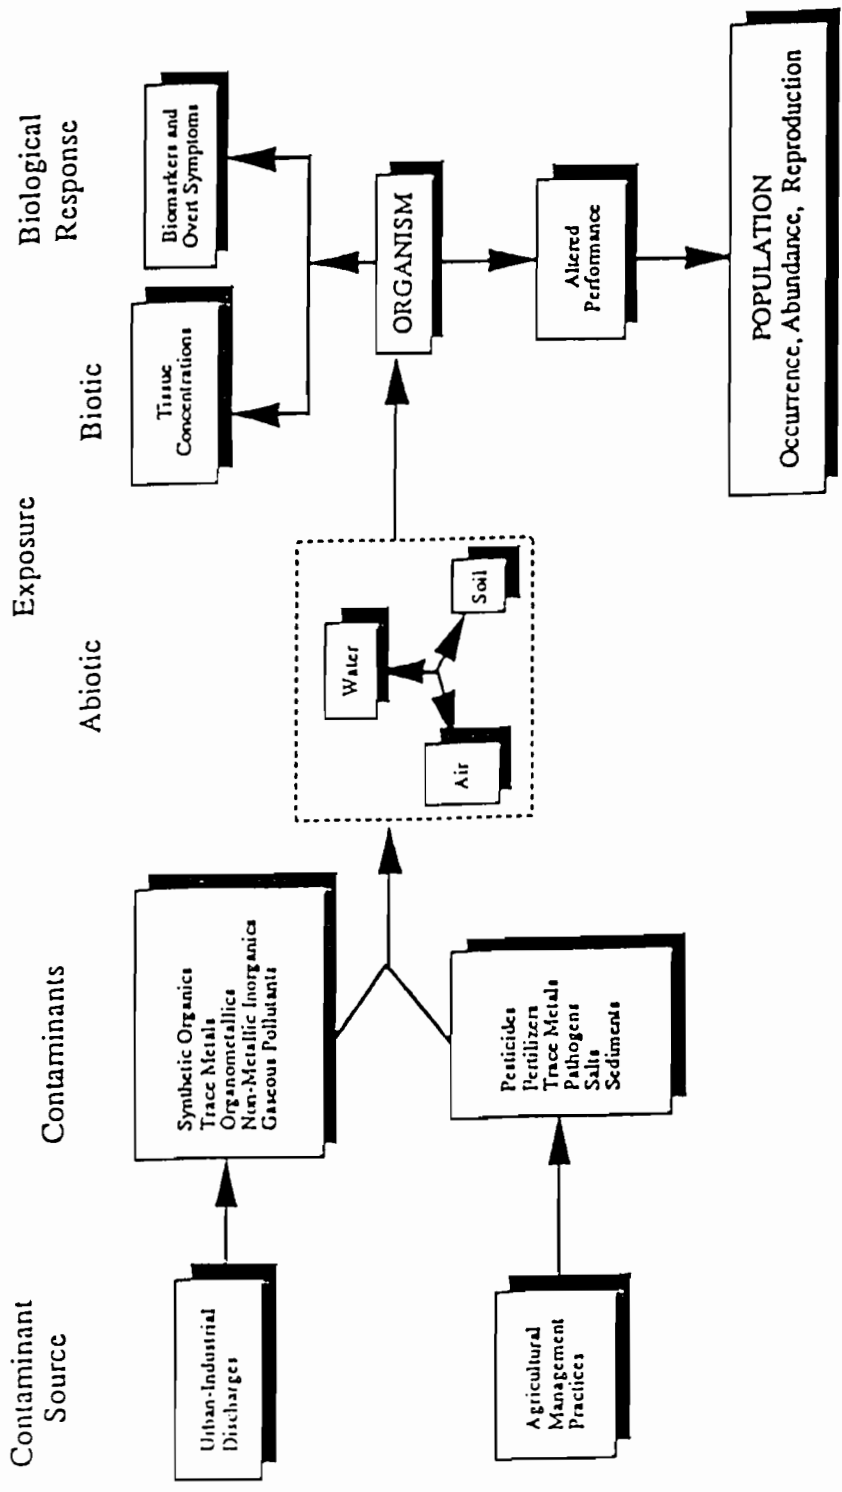 Contaminant
Source
Contaminants
Exposure
Abiotic
Biotic
Biological
Response
Urban-Industrial
Discharges
Synthetic Organics
Trace Metals
Organometallics
Non-Metallic Inorganics
Gaseous Pollutants
Agricultural
Management
Practices
Pesticides
Fertilizers
Trace Metals
Pathogens
Salts
Sediments
Water
Air
Soil
Tissue
Concentrations
Biomarkers and
Overt Symptoms
ORGANISM
Altered
Performance
POPULATION
Occurrence, Abundance, Reproduction